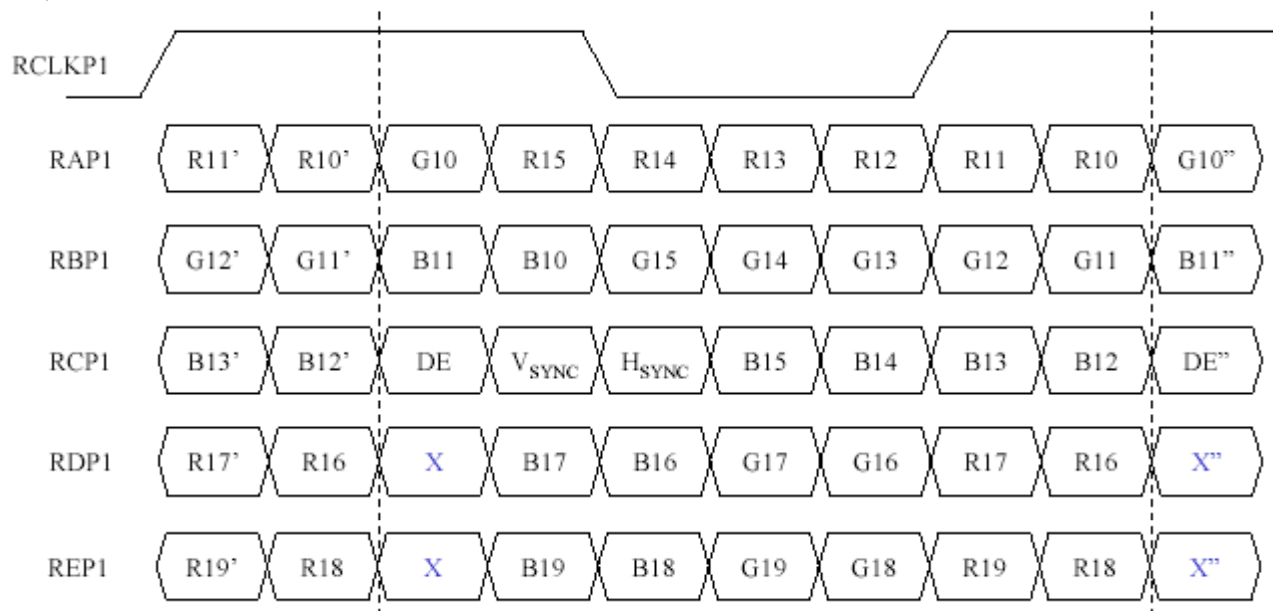 RCLKP1
RAP1 R11’ R10’ G10 R15 R14 R13 R12 R11 R10 G10”
RBP1 G12’ G11’ B11 B10 G15 G14 G13 G12 G11 B11”
RCP1 B13’ B12’ DE VSYNC HSYNC B15 B14 B13 B12 DE”
RDP1 R17’ R16 X B17 B16 G17 G16 R17 R16 X”
REP1 R19’ R18 X B19 B18 G19 G18 R19 R18 X”